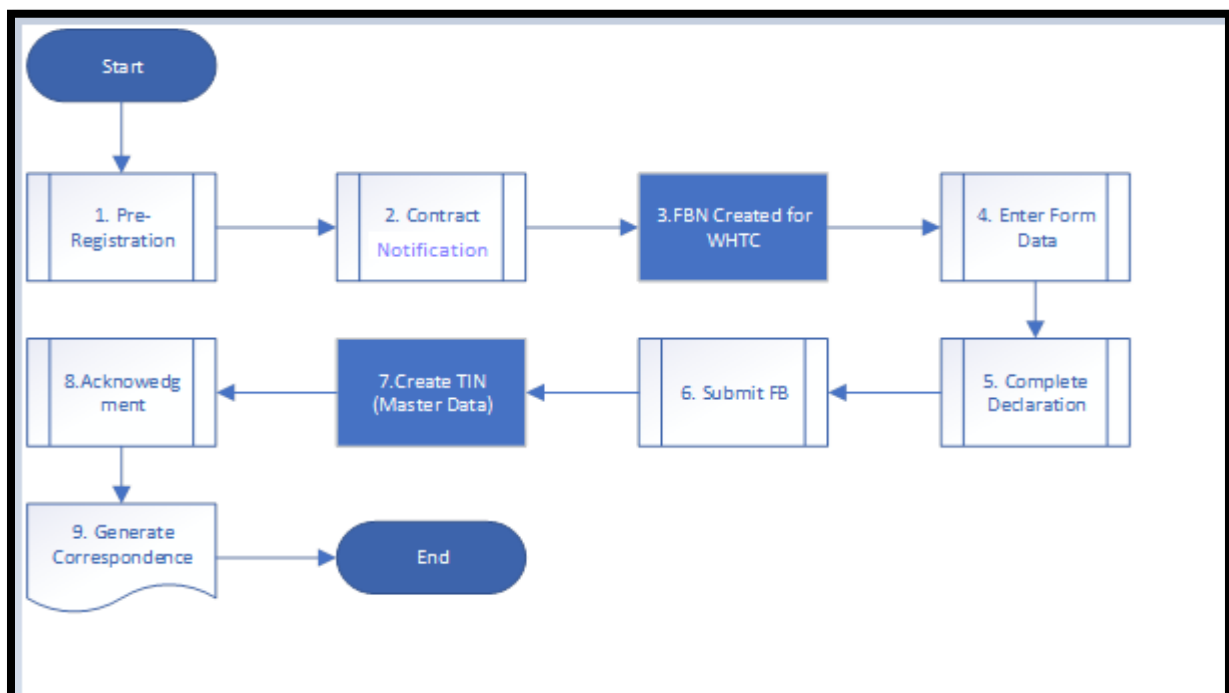 Start
1. Pre-
Registration
2. Contract
Notification
3.FBN Created for
WHTC
4. Enter Form
Data
5. Complete
Declaration
6. Submit FB
7.Create TIN
(Master Data)
8.Acknowedg
ment
9. Generate
Correspondence
End